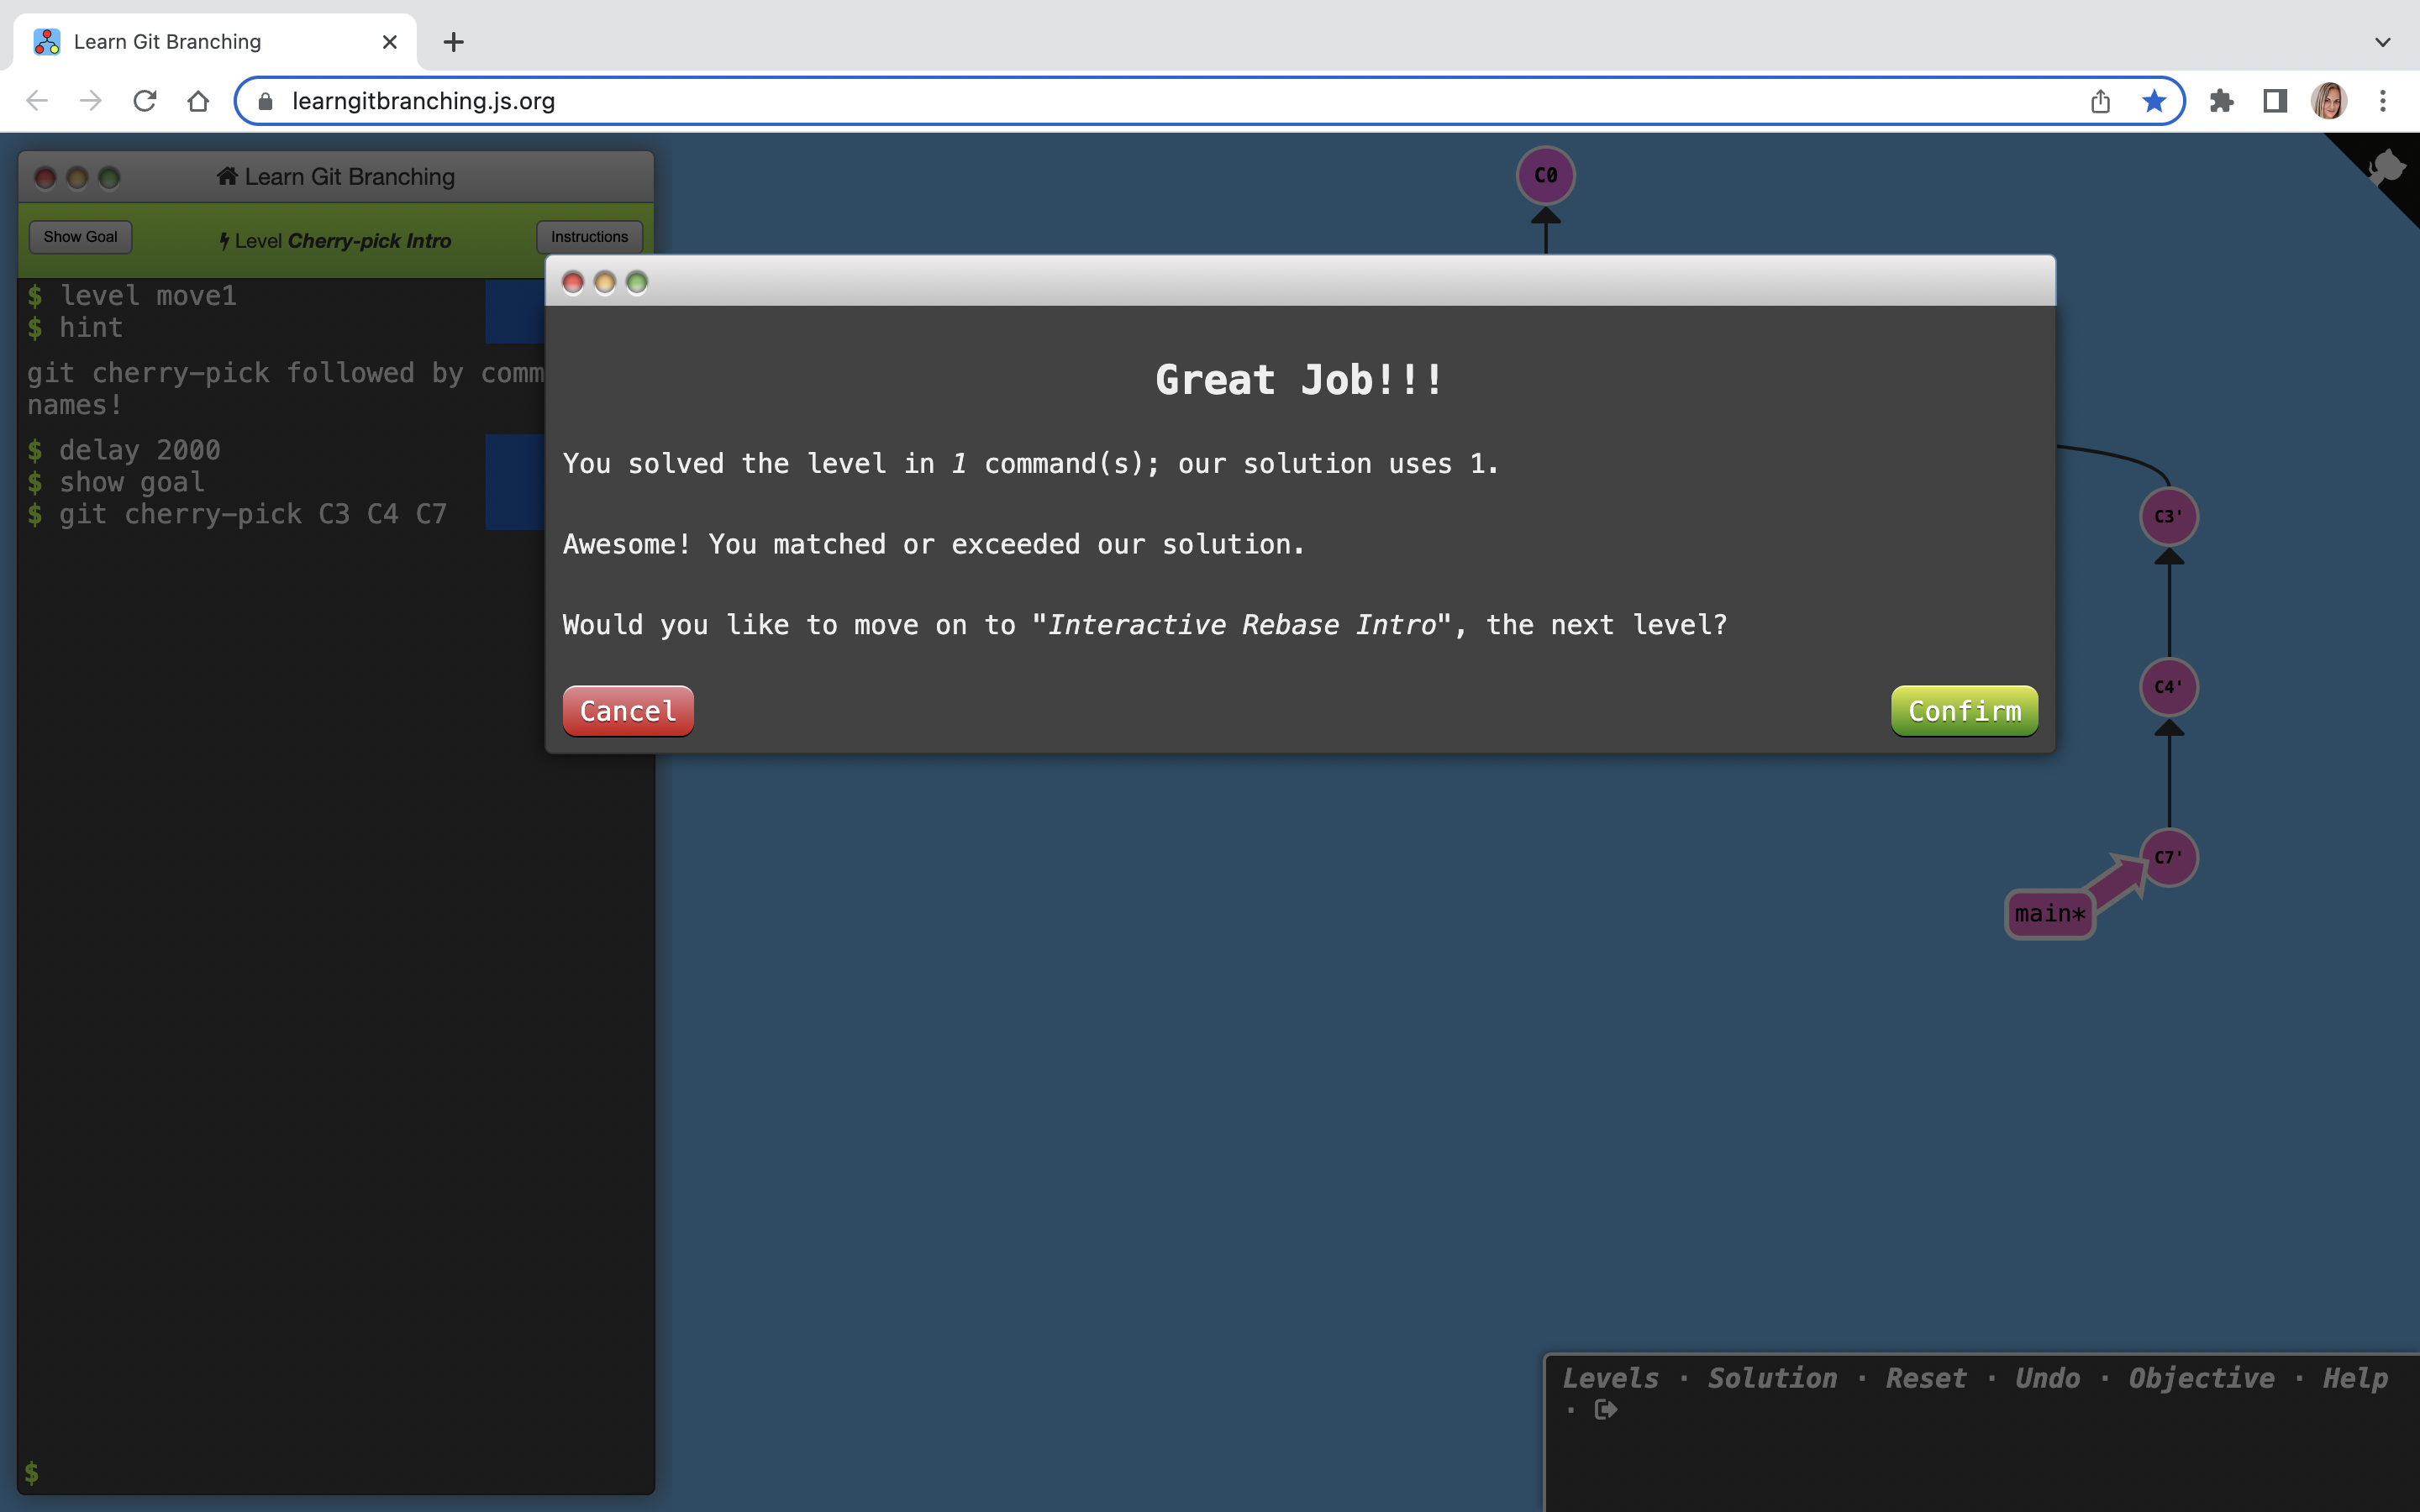 Learn Git Branching
learngitbranching.js.org
Learn Git Branching
Show Goal
Level Cherry-pick Intro
Instructions
$ level move1
$ hint
git cherry-pick followed by comm
names!
$ delay 2000
$ show goal
$ git cherry-pick C3 C4 C7
$
C0
Great Job!!!
You solved the level in 1 command(s); our solution uses 1.
Awesome! You matched or exceeded our solution.
Would you like to move on to "Interactive Rebase Intro", the next level?
Cancel
Confirm
C3'
C4'
C7'
main*
Levels · Solution · Reset · Undo · Objective · Help
·